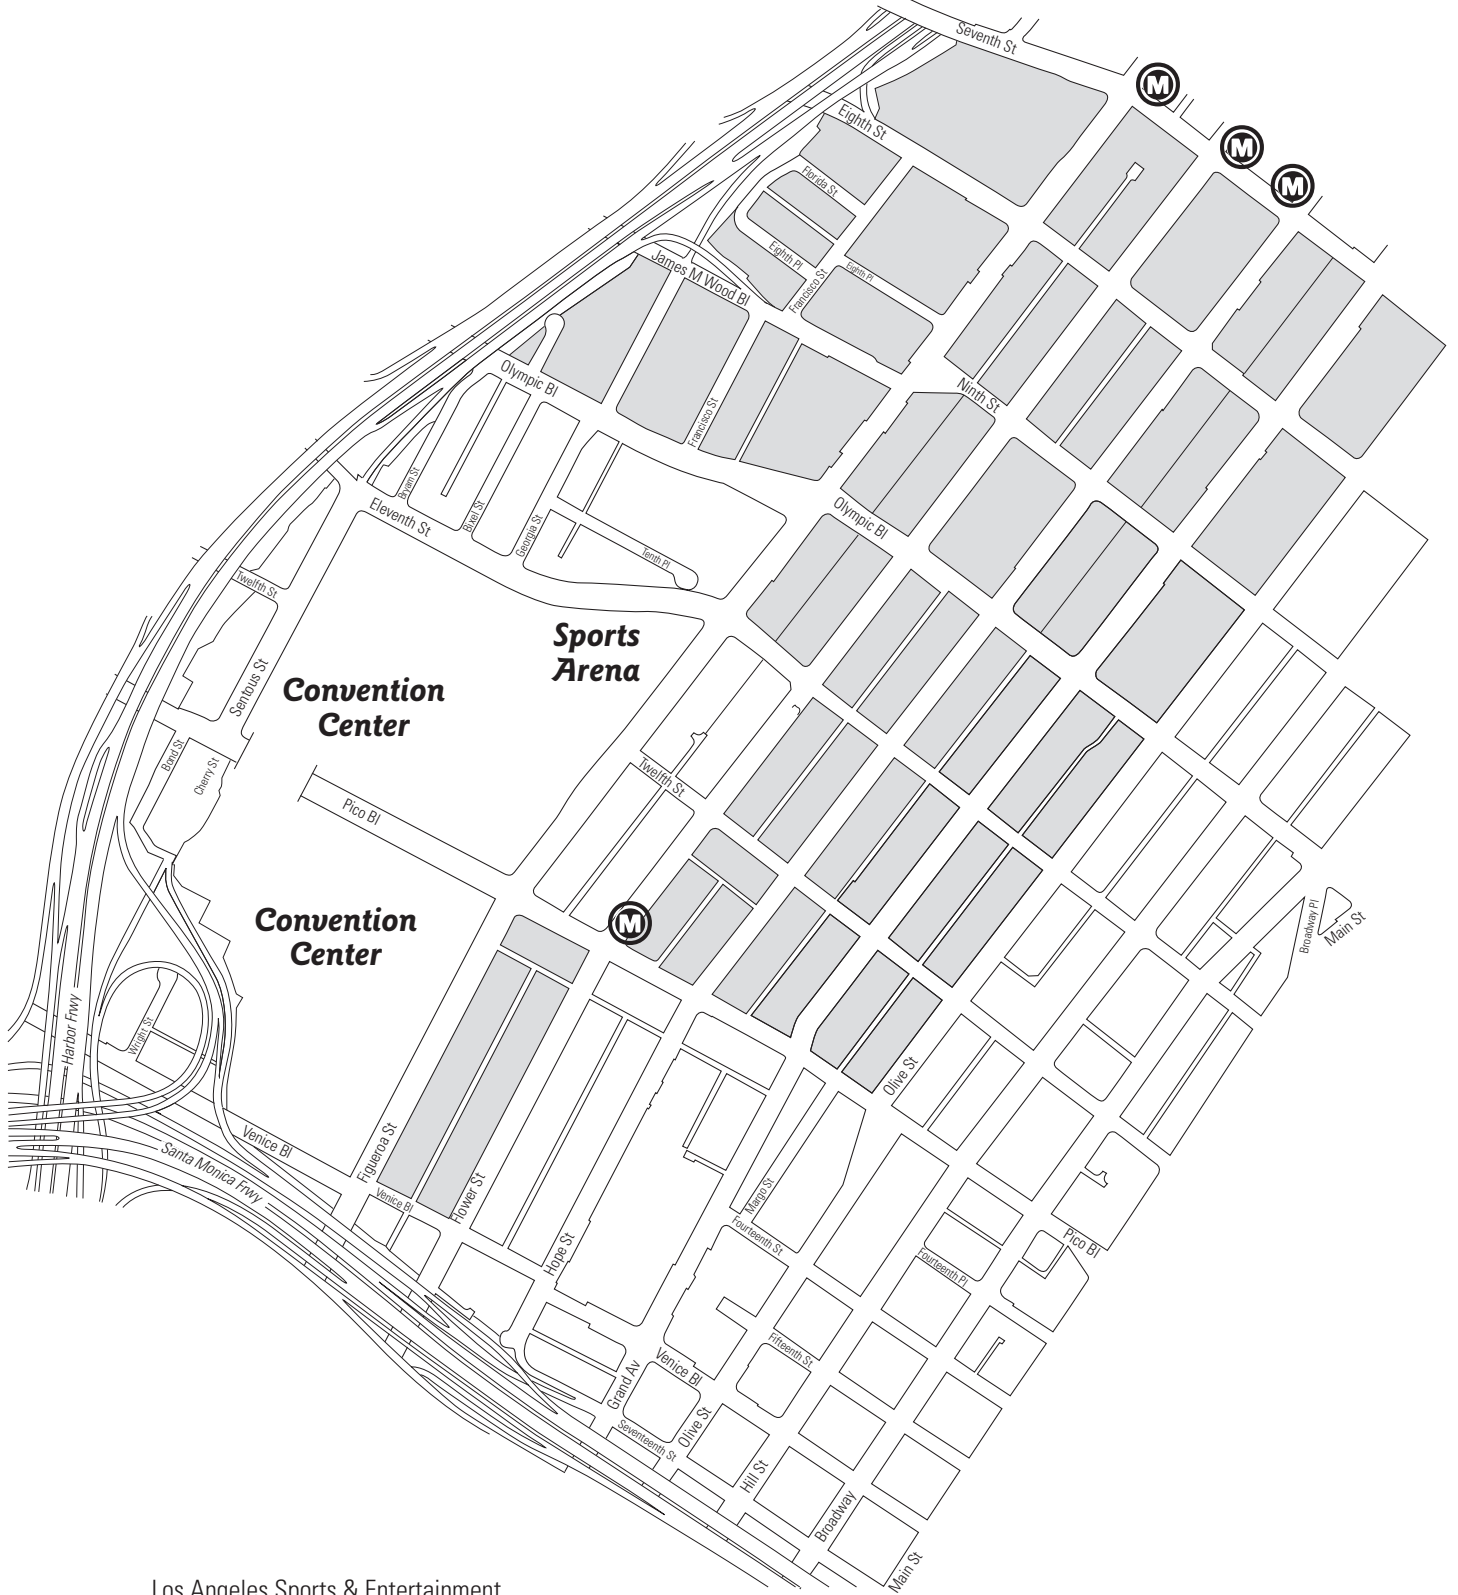 Seventh St
M
Eighth St
M
Florida St
M
Eighth Pl
James M Wood Bl
Francisco St
Eighth Pl
Olympic Bl
Ninth St
Francisco St
Bryam St
Eleventh St
Bixel St
Georgia St
Olympic Bl
Tenth Pl
Twelfth St
Sports
Arena
Sentous St
Convention
Center
Bond St
Cherry St
Twelfth St
Pico Bl
M
Convention
Center
Broadway Pl
Main St
Harbor Frwy
Wright St
Olive St
Venice Bl
Figueroa St
Santa Monica Frwy
Venice Bl
Flower St
Margo St
Hope St
Fourteenth St
Pico Bl
Fourteenth Pl
Fifteenth St
Venice Bl
Grand Av
Olive St
Seventeenth St
Hill St
Broadway
Main St
Los Angeles Sports & Entertainment